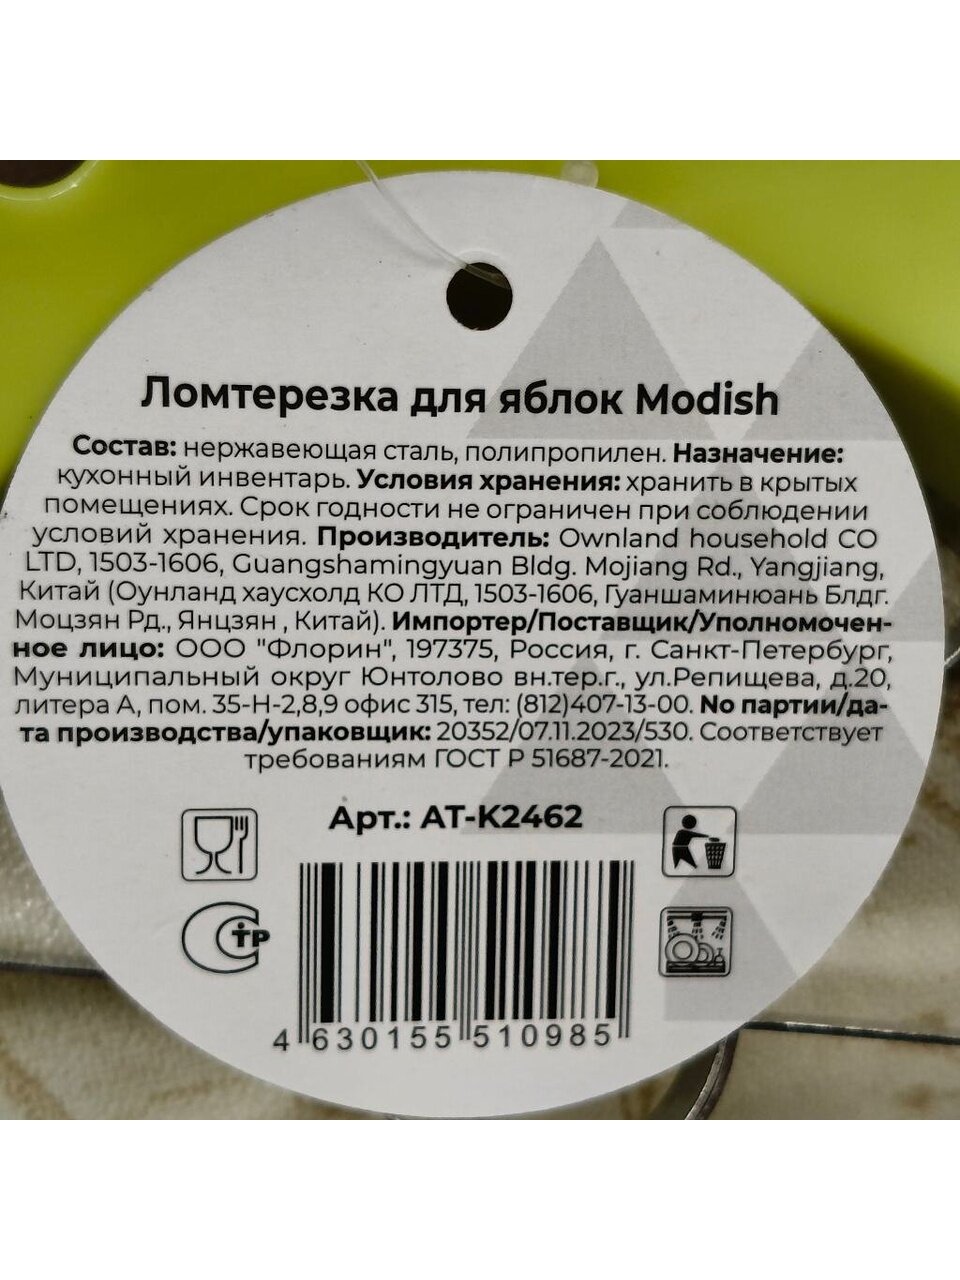 Ломтерезка для яблок Modish
Состав: нержавеющая сталь, полипропилен. Назначение:
кухонный инвентарь. Условия хранения: хранить в крытых
помещениях. Срок годности не ограничен при соблюдении
условий хранения. Производитель: Ownland household CO
LTD, 1503-1606, Guangshamingyuan Bldg. Mojiang Rd., Yangjiang,
Китай (Оунланд хаусхолд КО ЛТД, 1503-1606, Гуаншаминюань Блдг.
Моцзян Рд., Янцзян , Китай). Импортер/Поставщик/Уполномочен-
ное лицо: ООО "Флорин", 197375, Россия, г. Санкт-Петербург,
Муниципальный округ Юнтолово вн.тер.г., ул.Репищева, д.20,
литера А, пом. 35-Н-2,8,9 офис 315, тел: (812)407-13-00. No партии/да-
та производства/упаковщик: 20352/07.11.2023/530. Соответствует
требованиям ГОСТ Р 51687-2021.
Арт.: AT-K2462
СТР
4 630155 510985